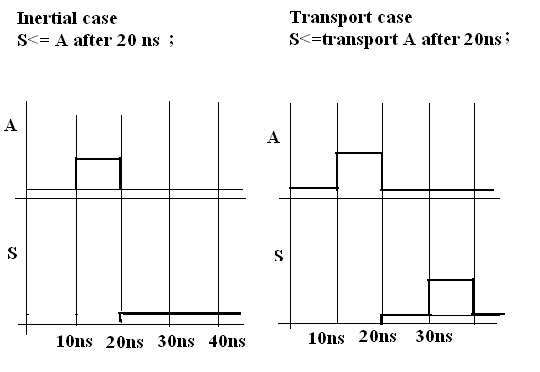 Inertial case
S<= A after 20 ns ;
Transport case
S<=transport A after 20ns;
A
S
10ns 20ns 30ns 40ns
A
S
10ns 20ns 30ns